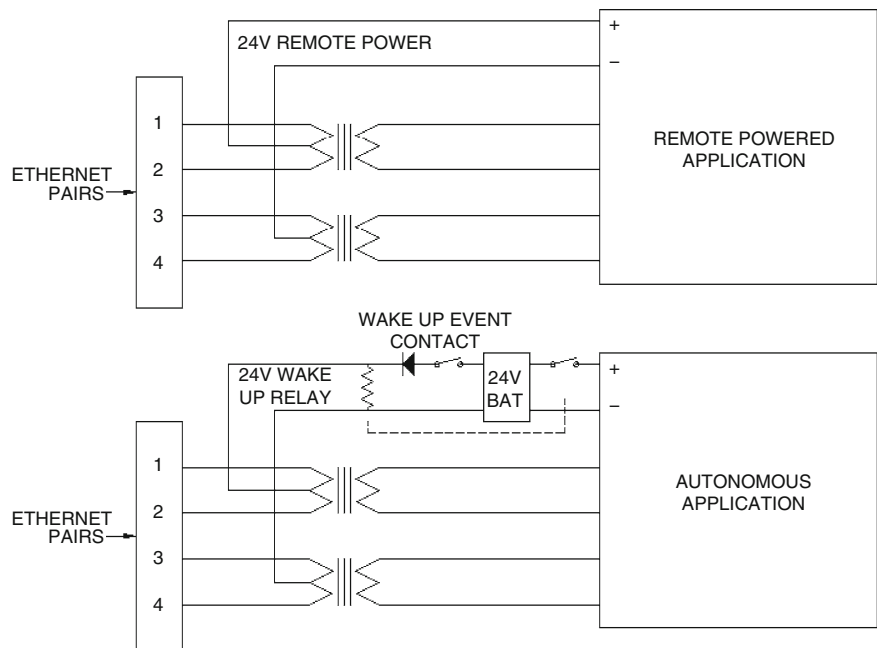 24V REMOTE POWER
+
−
1
2
3
4
ETHERNET
PAIRS
REMOTE POWERED
APPLICATION
WAKE UP EVENT
CONTACT
24V WAKE
UP RELAY
24V
BAT
+
−
1
2
3
4
ETHERNET
PAIRS
AUTONOMOUS
APPLICATION